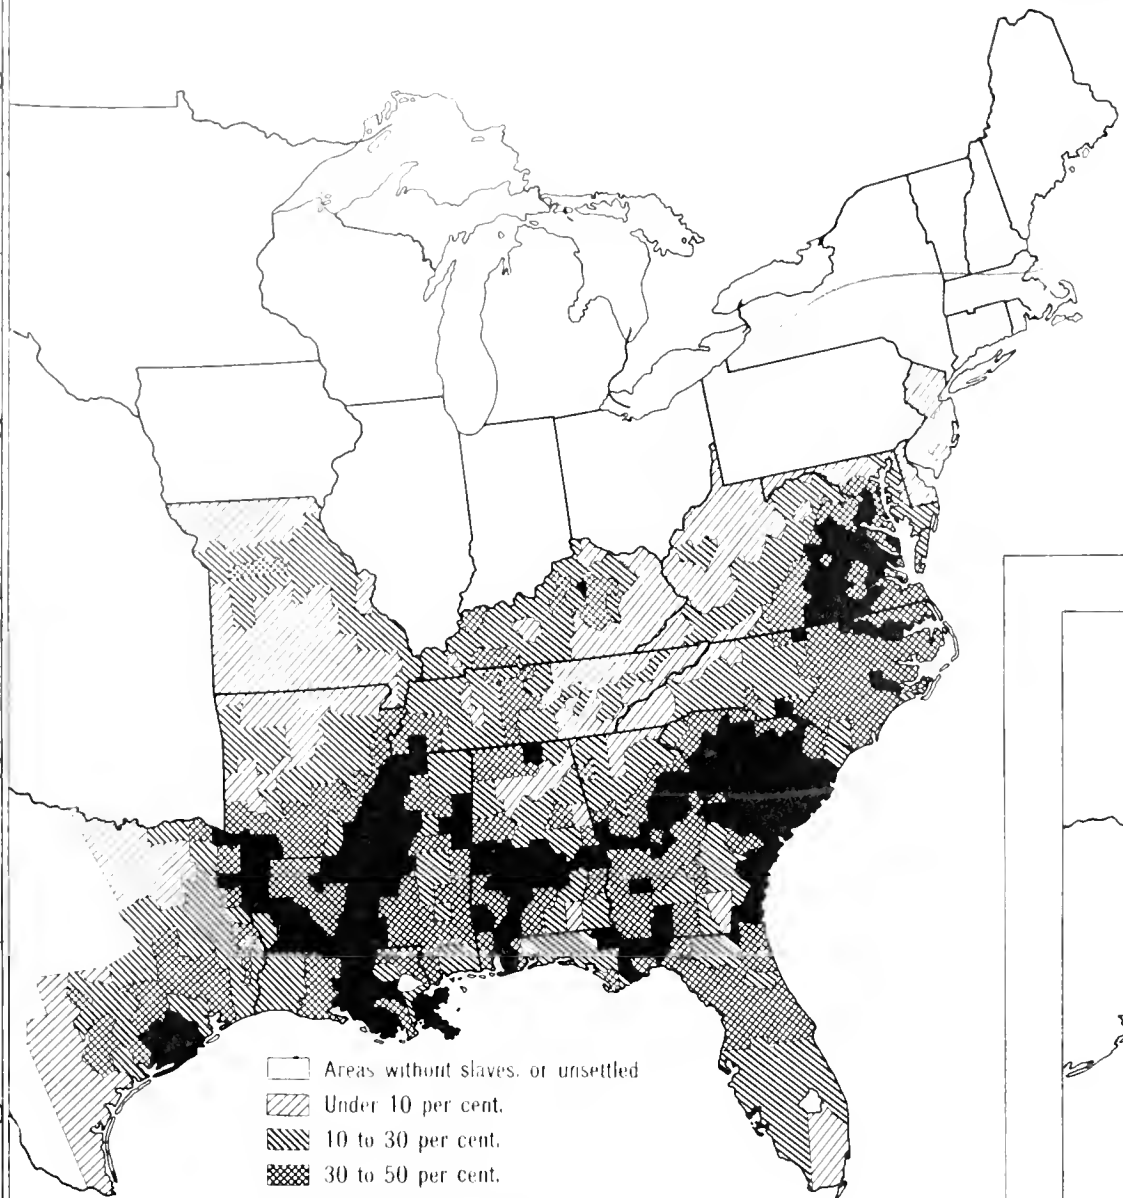 Areas without slaves, or unsettled
Under 10 per cent.
10 to 30 per cent.
30 to 50 per cent.